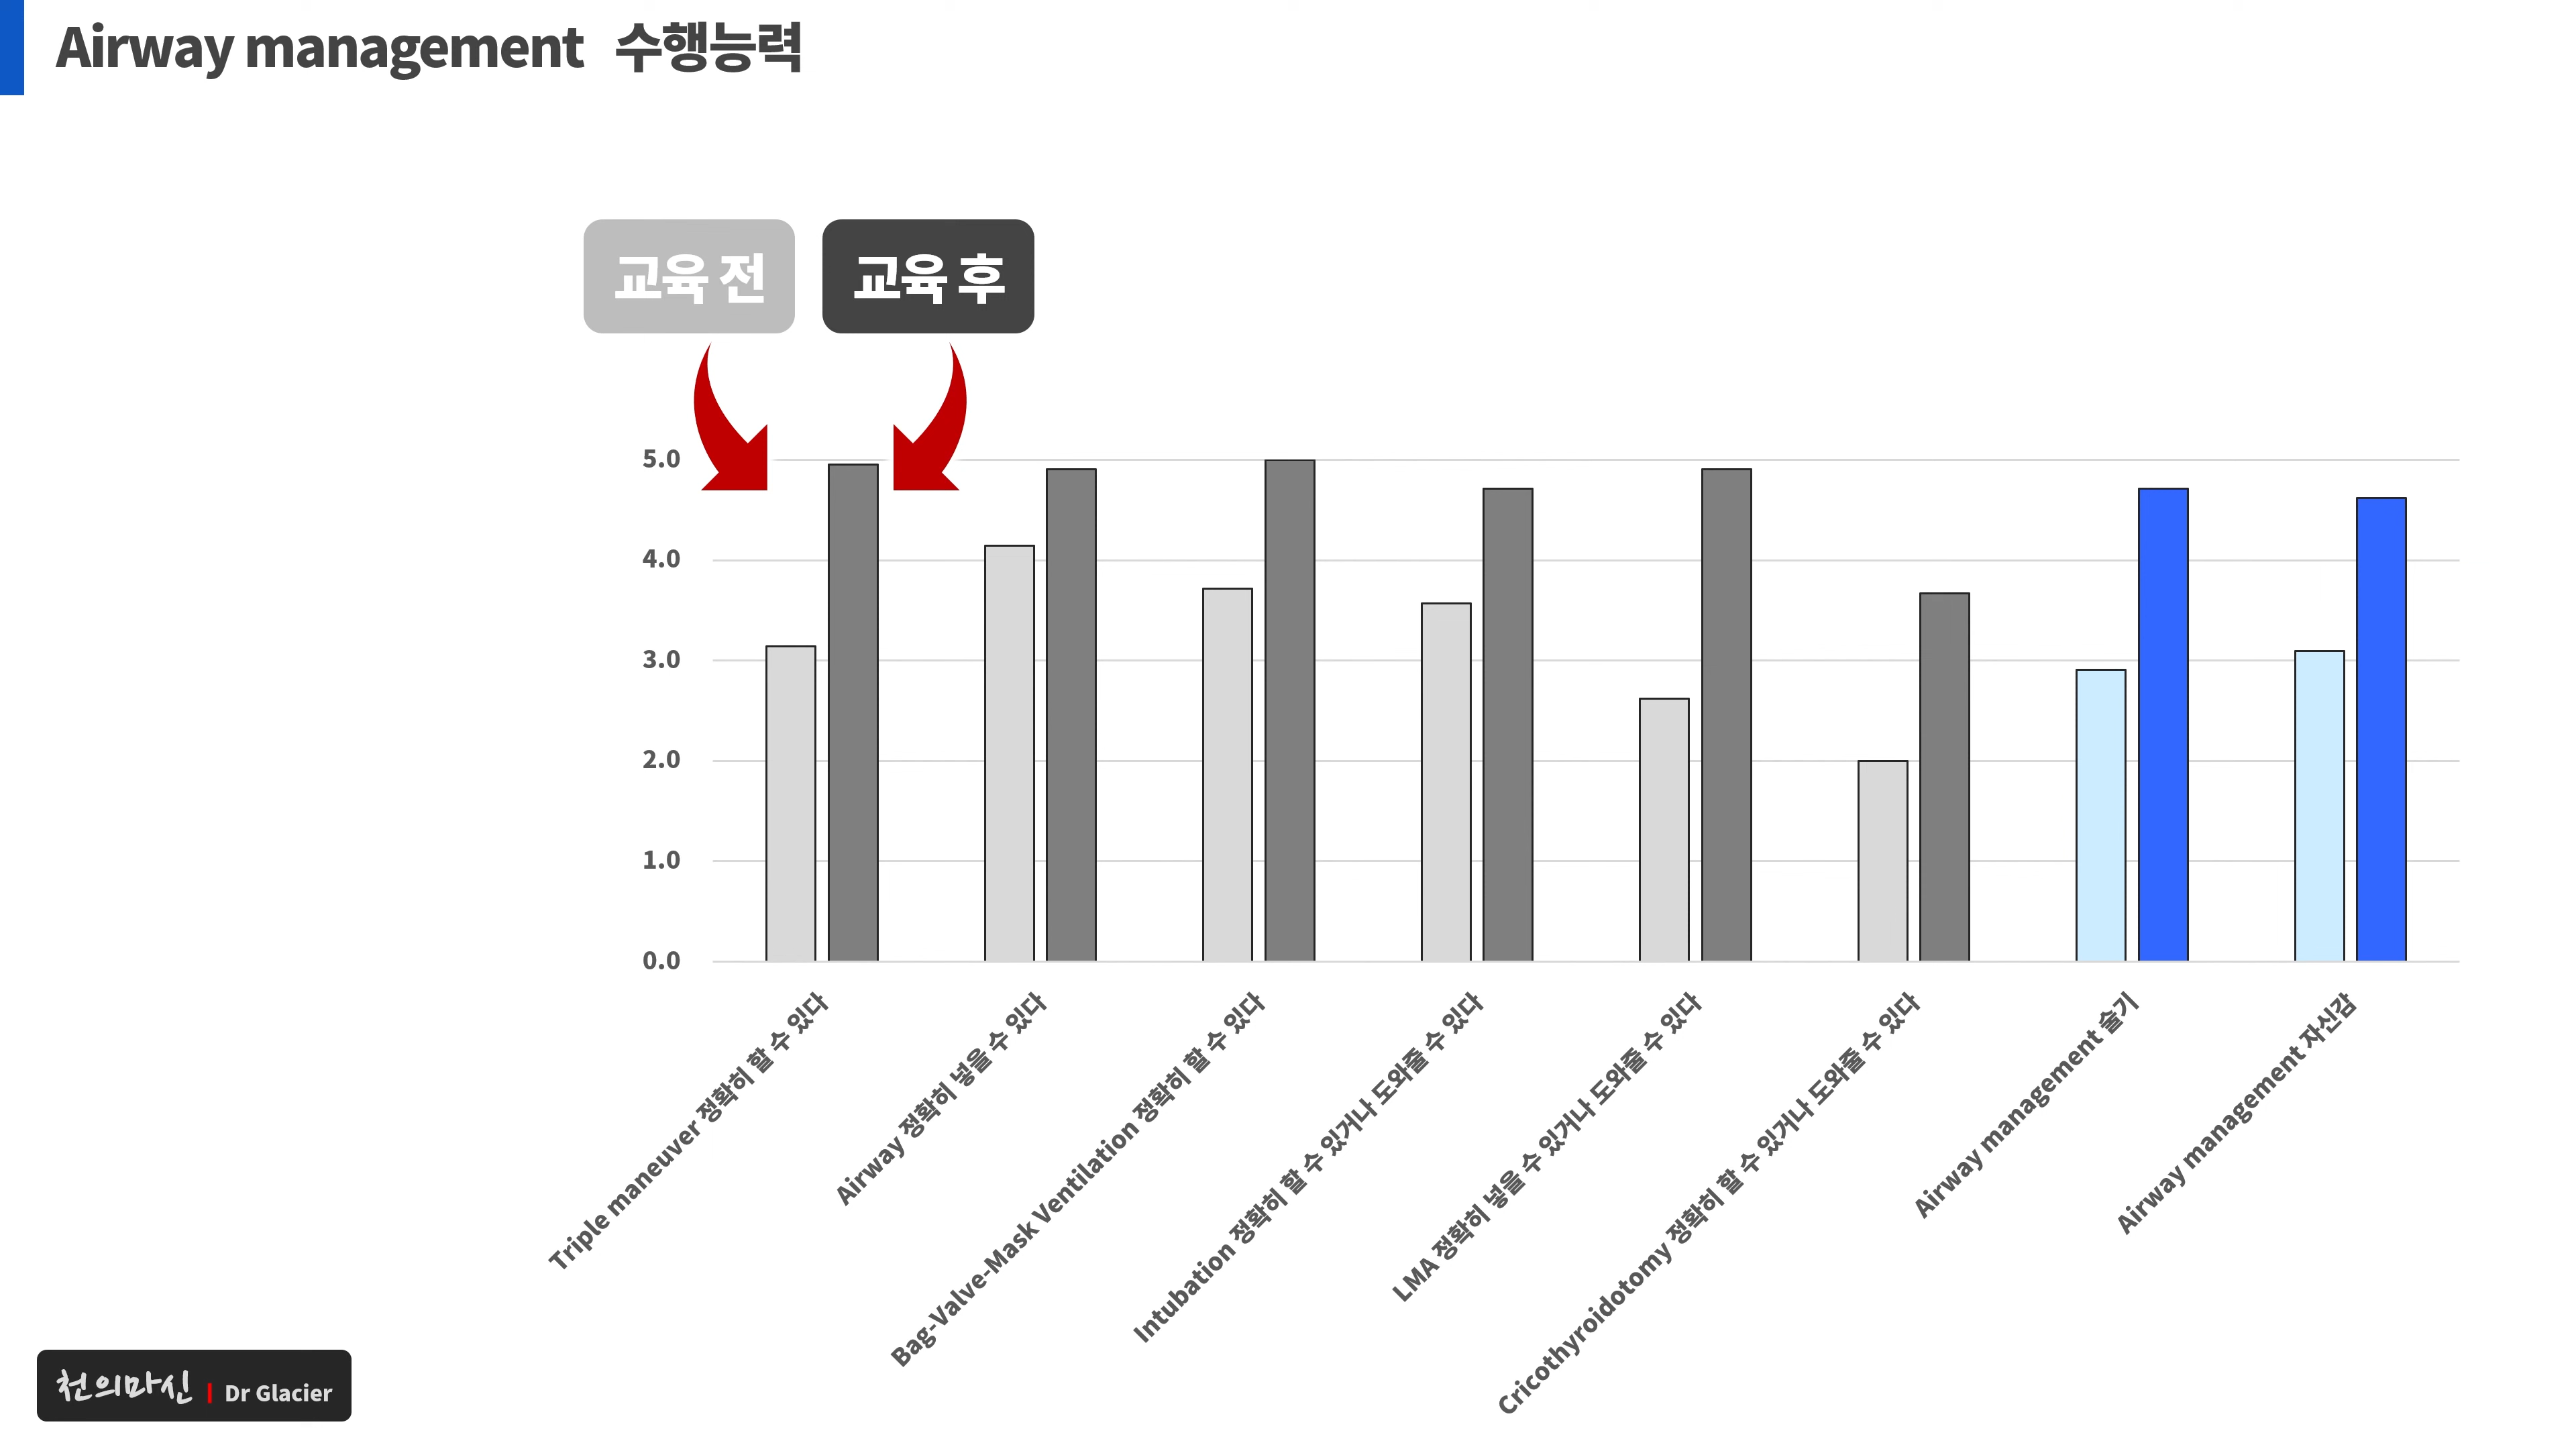 Airway management 수행능력
교육 전
교육 후
5.0
4.0
3.0
2.0
1.0
0.0
Triple maneuver 정확히 할 수 있다
Airway 정확히 넣을 수 있다
Bag-Valve-Mask Ventilation 정확히 할 수 있다
Intubation 정확히 할 수 있거나 도와줄 수 있다
LMA 정확히 넣을 수 있거나 도와줄 수 있다
Cricothyroidotomy 정확히 할 수 있거나 도와줄 수 있다
Airway management 술기
Airway management 자신감
천의마신 | Dr Glacier